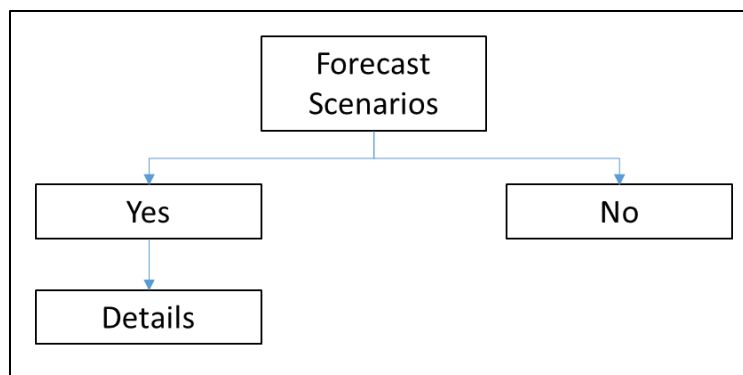 Forecast
Scenarios
Yes
No
Details